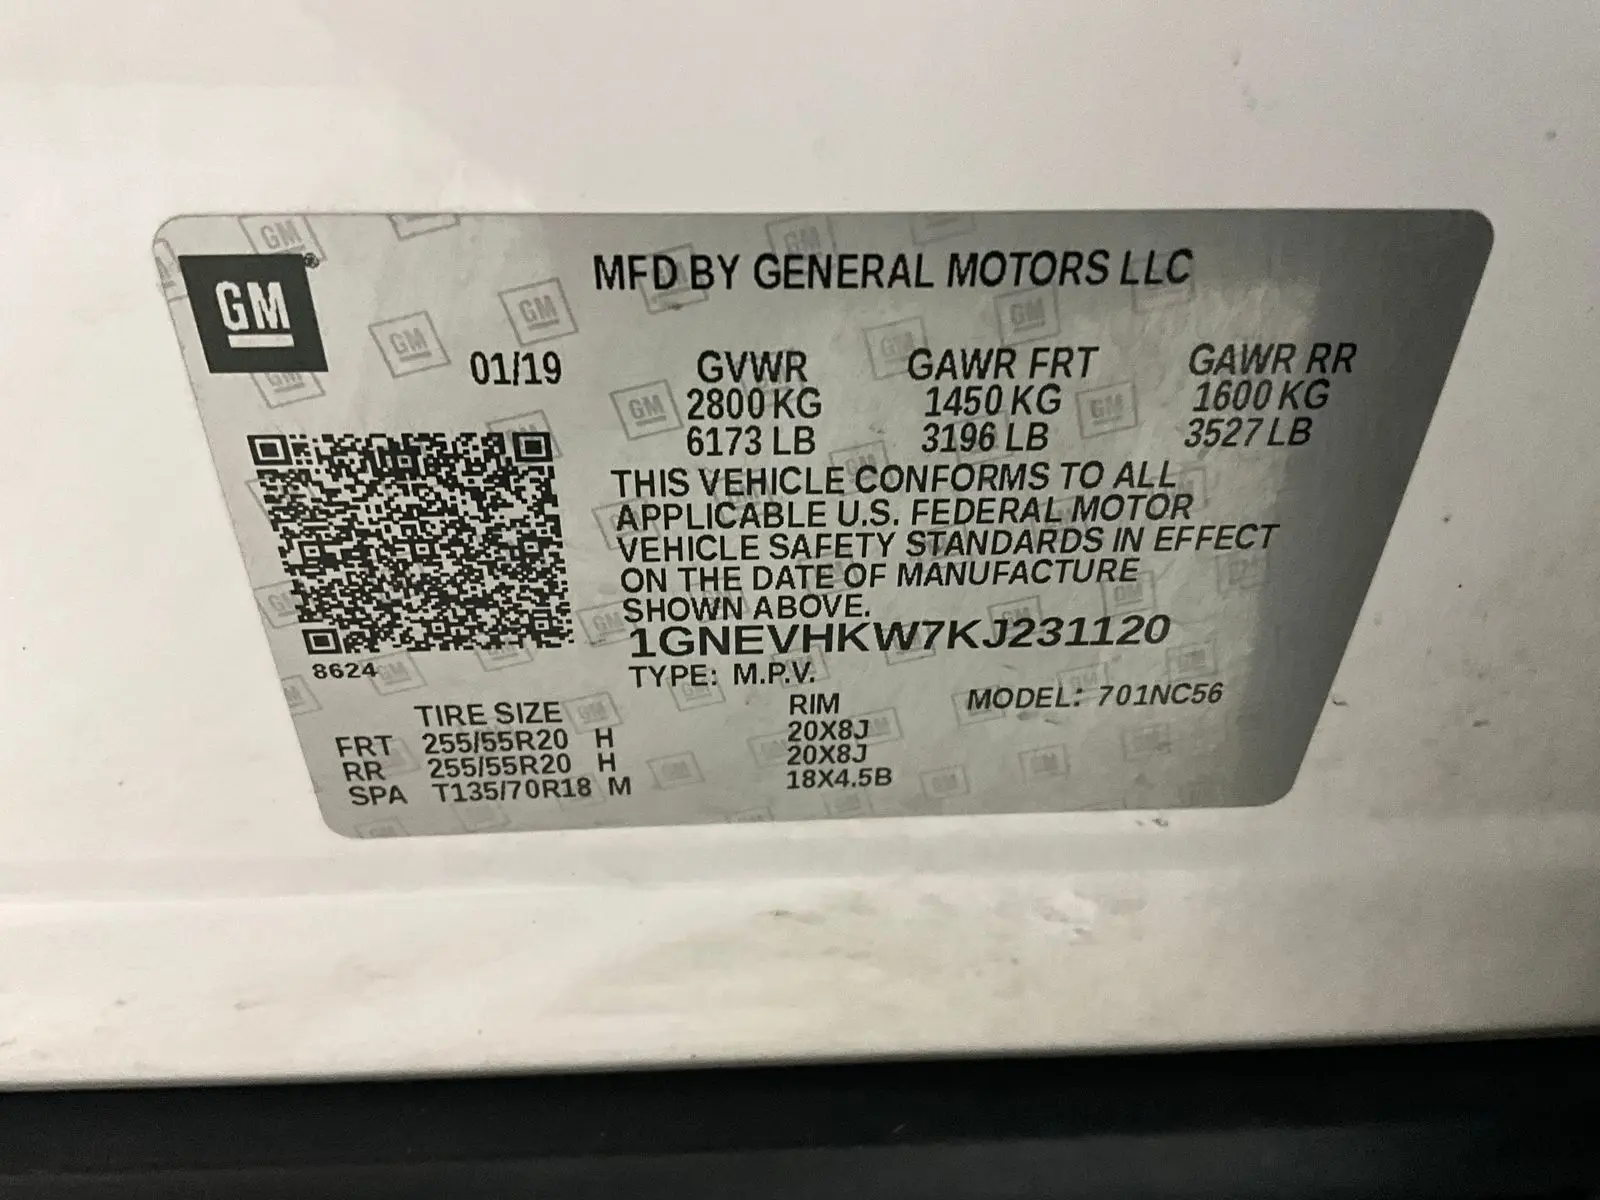 GM
MFD BY GENERAL MOTORS LLC
01/19 GVWR GAWR FRT GAWR RR
2800 KG 1450 KG 1600 KG
6173 LB 3196 LB 3527 LB
THIS VEHICLE CONFORMS TO ALL
APPLICABLE U.S. FEDERAL MOTOR
VEHICLE SAFETY STANDARDS IN EFFECT
ON THE DATE OF MANUFACTURE
SHOWN ABOVE.
1GNEVHKW7KJ231120
8624
TYPE: M.P.V.
MODEL: 701NC56
TIRE SIZE RIM
FRT 255/55R20 H 20X8J
RR 255/55R20 H 20X8J
SPA T135/70R18 M 18X4.5B